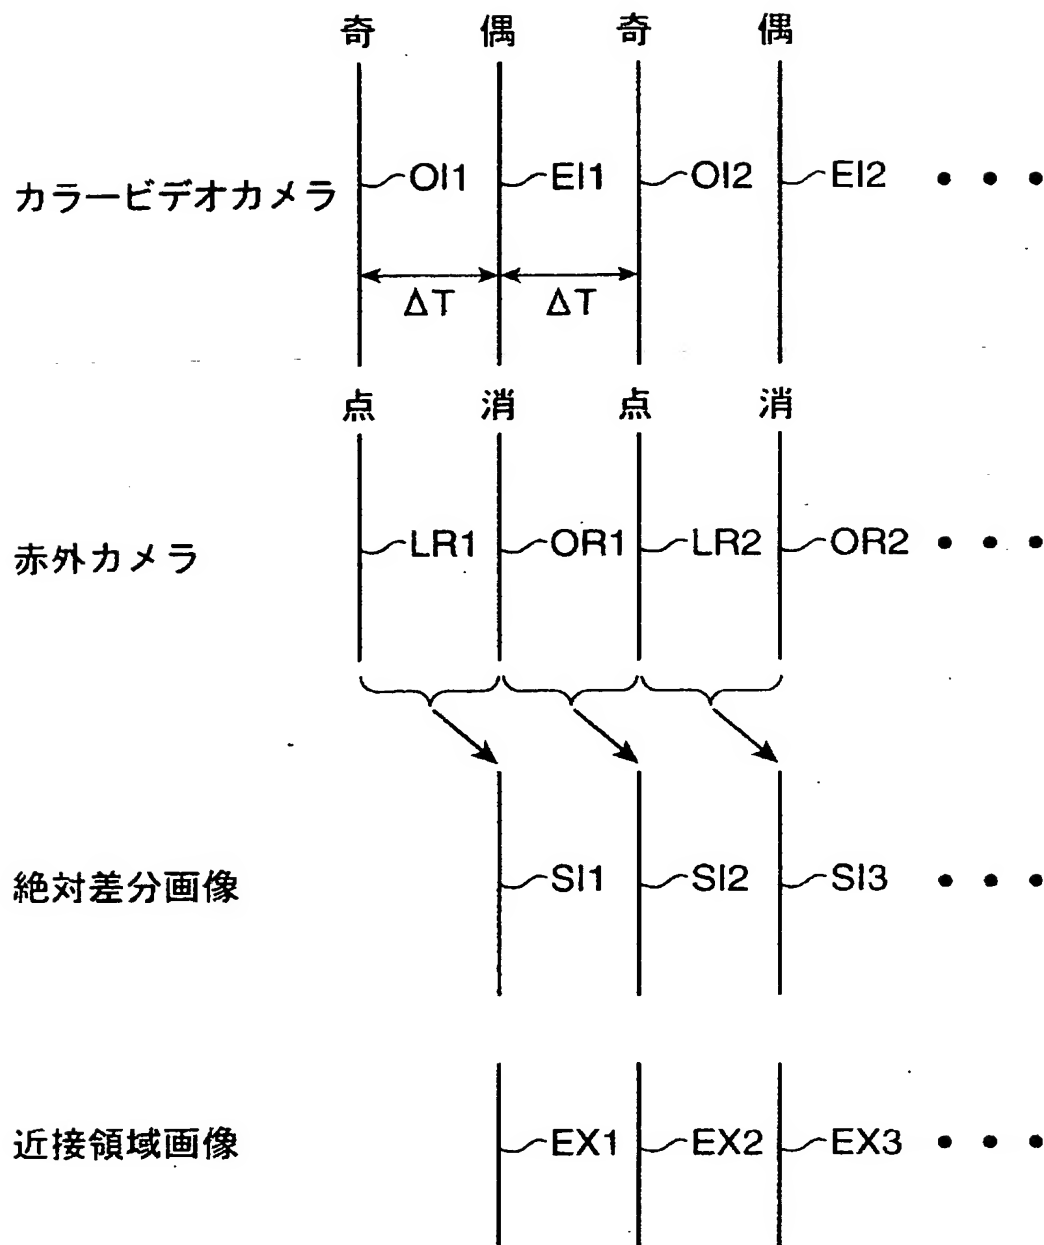 奇 偶 奇 偶
カラービデオカメラ OI1 EI1 OI2 EI2 • • •
ΔT ΔT
点 消 点 消
赤外カメラ LR1 OR1 LR2 OR2 • • •
絶対差分画像 SI1 SI2 SI3 • • •
近接領域画像 EX1 EX2 EX3 • • •